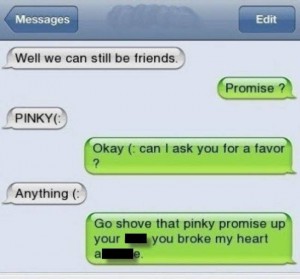 Messages
Edit
Well we can still be friends.
Promise ?
PINKY(:
Okay (: can I ask you for a favor
?
Anything (:
Go shove that pinky promise up
your you broke my heart
a e.